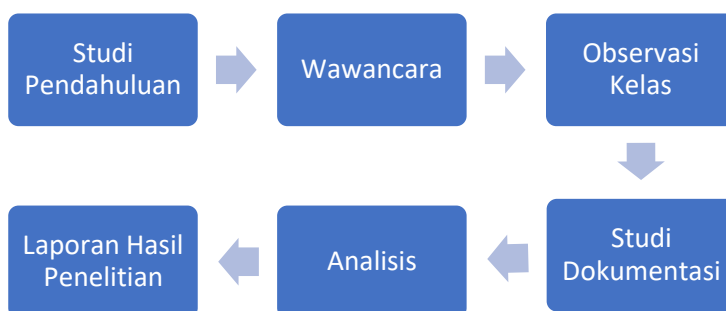 Studi
Pendahuluan
Wawancara
Observasi
Kelas
Studi
Dokumentasi
Analisis
Laporan Hasil
Penelitian